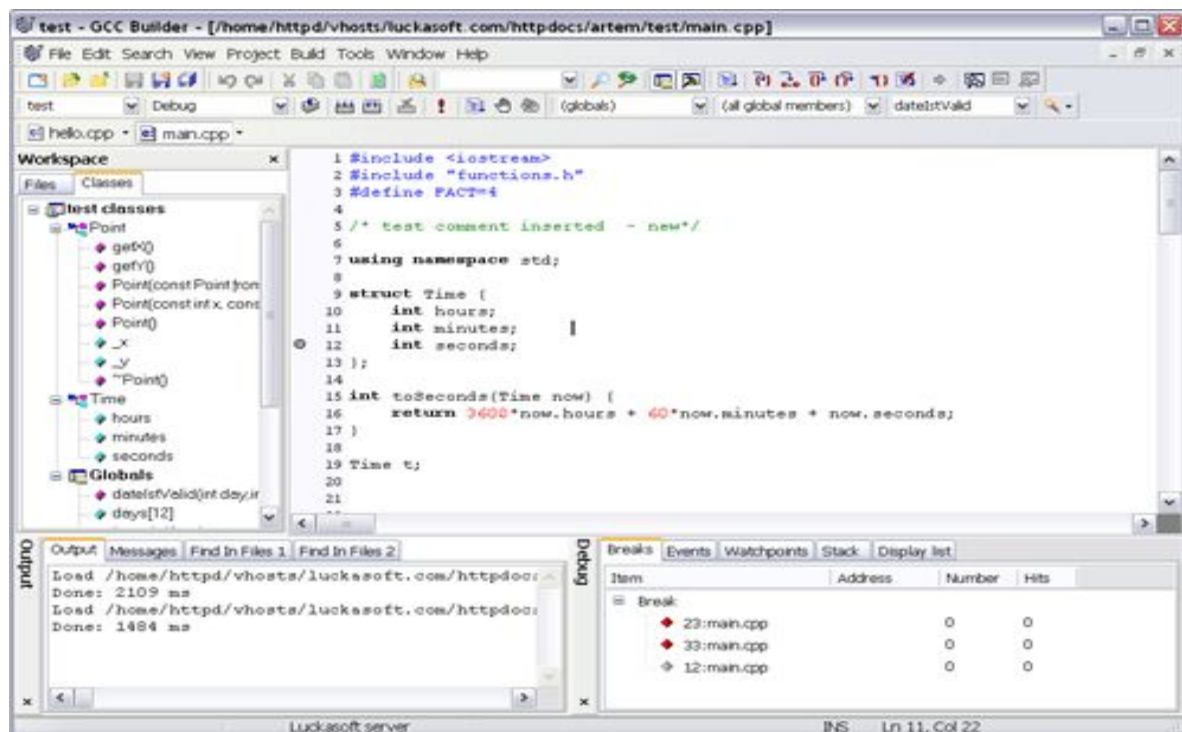 test - GCC Builder - [/home/httpd/vhosts/luckasoft.com/httpdocs/artem/test/main.cpp]
File Edit Search View Project Build Tools Window Help
test Debug (globals) (all global members) dateIstValid
hello.cpp main.cpp
Workspace
Files Classes
test classes
Point
getX()
getY()
Point(const Point from
Point(const int x, cons
Point()
_x
_y
~Point()
Time
hours
minutes
seconds
Globals
dateIstValid(int day,in
days[12]
1 #include <iostream>
2 #include "functions.h"
3 #define FACT=4
4
5 /* test comment inserted - new*/
6
7 using namespace std;
8
9 struct Time {
10 int hours;
11 int minutes;
12 int seconds;
13 };
14
15 int toSeconds(Time now) {
16 return 3600*now.hours + 60*now.minutes + now.seconds;
17 }
18
19 Time t;
20
21
Output
Output Messages Find In Files 1 Find In Files 2
Load /home/httpd/vhosts/luckasoft.com/httpdocs
Done: 2109 ms
Load /home/httpd/vhosts/luckasoft.com/httpdocs
Done: 1484 ms
Debug
Breaks Events Watchpoints Stack Display list
Item Address Number Hits
Break
23:main.cpp 0 0
33:main.cpp 0 0
12:main.cpp 0 0
Luckasoft server INS Ln 11, Col 22